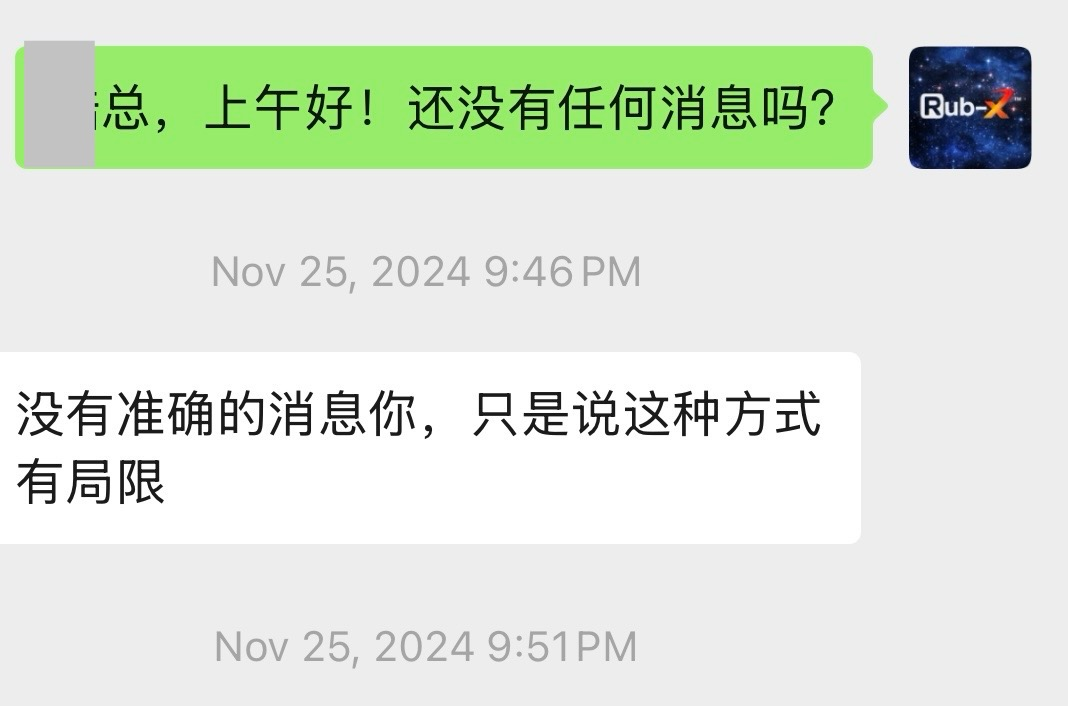 总，上午好！还没有任何消息吗？
Rub-X
Nov 25, 2024 9:46 PM
没有准确的消息你，只是说这种方式
有局限
Nov 25, 2024 9:51 PM